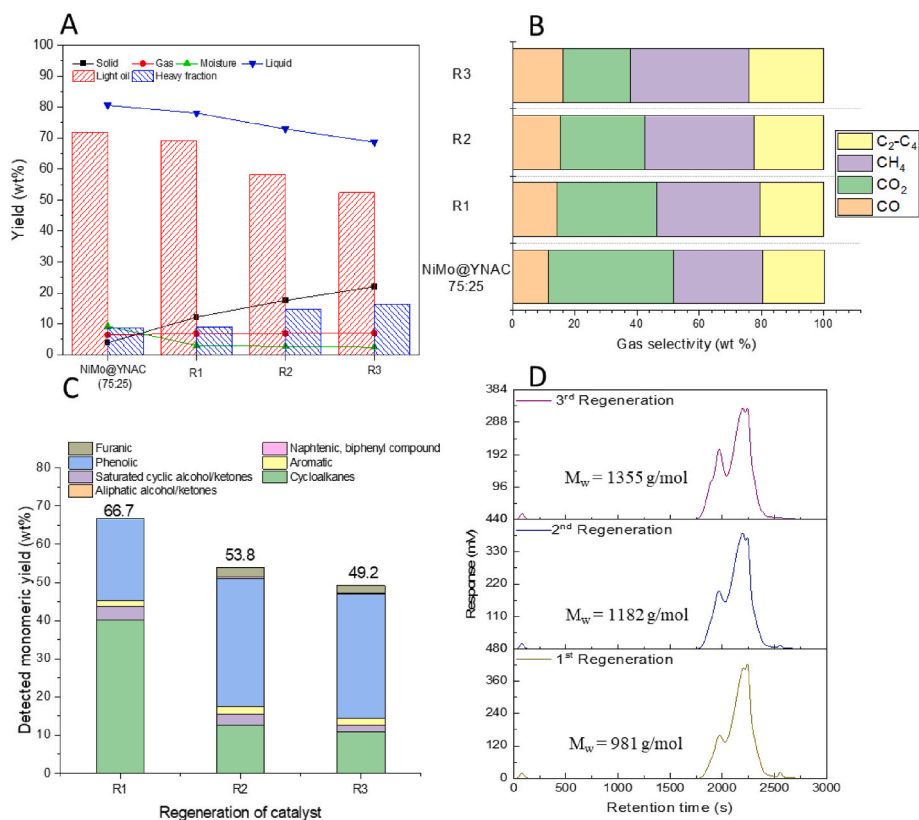 A
100
90
80
70
60
50
40
30
20
10
0
Yield (wt%)
Solid Gas Moisture Liquid
Light oil Heavy fraction
NiMo@YNAC
(75:25)
R1
R2
R3
B
R3
R2
R1
NiMo@YNAC
75:25
0 20 40 60 80 100
Gas selectivity (wt %)
C₂-C₄
CH₄
CO₂
CO
C
Furanic
Phenolic
Saturated cyclic alcohol/ketones
Aliphatic alcohol/ketones
Naphtenic, biphenyl compound
Aromatic
Cycloalkanes
80
70
60
50
40
30
20
10
0
Detected monomeric yield (wt%)
66.7
53.8
49.2
R1 R2 R3
Regeneration of catalyst
D
384
288
192
96
440
330
220
110
480
360
240
120
0
Response (mV)
3rd Regeneration
Mw = 1355 g/mol
2nd Regeneration
Mw = 1182 g/mol
1st Regeneration
Mw = 981 g/mol
0 500 1000 1500 2000 2500 3000
Retention time (s)